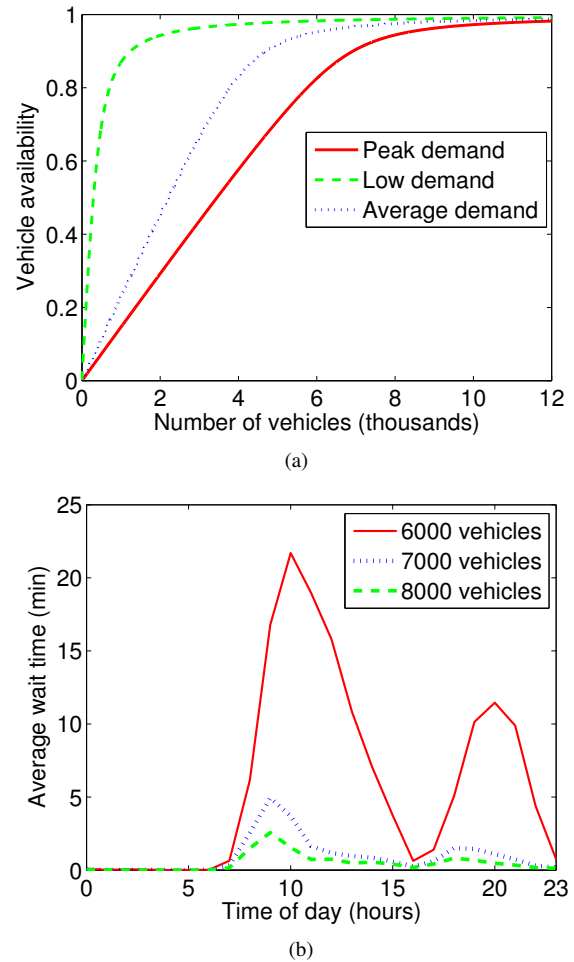 1
0.8
0.6
0.4
0.2
0
Vehicle availability
Peak demand
Low demand
Average demand
0 2 4 6 8 10 12
Number of vehicles (thousands)
(a)
25
20
15
10
5
0
Average wait time (min)
6000 vehicles
7000 vehicles
8000 vehicles
0 5 10 15 20 23
Time of day (hours)
(b)